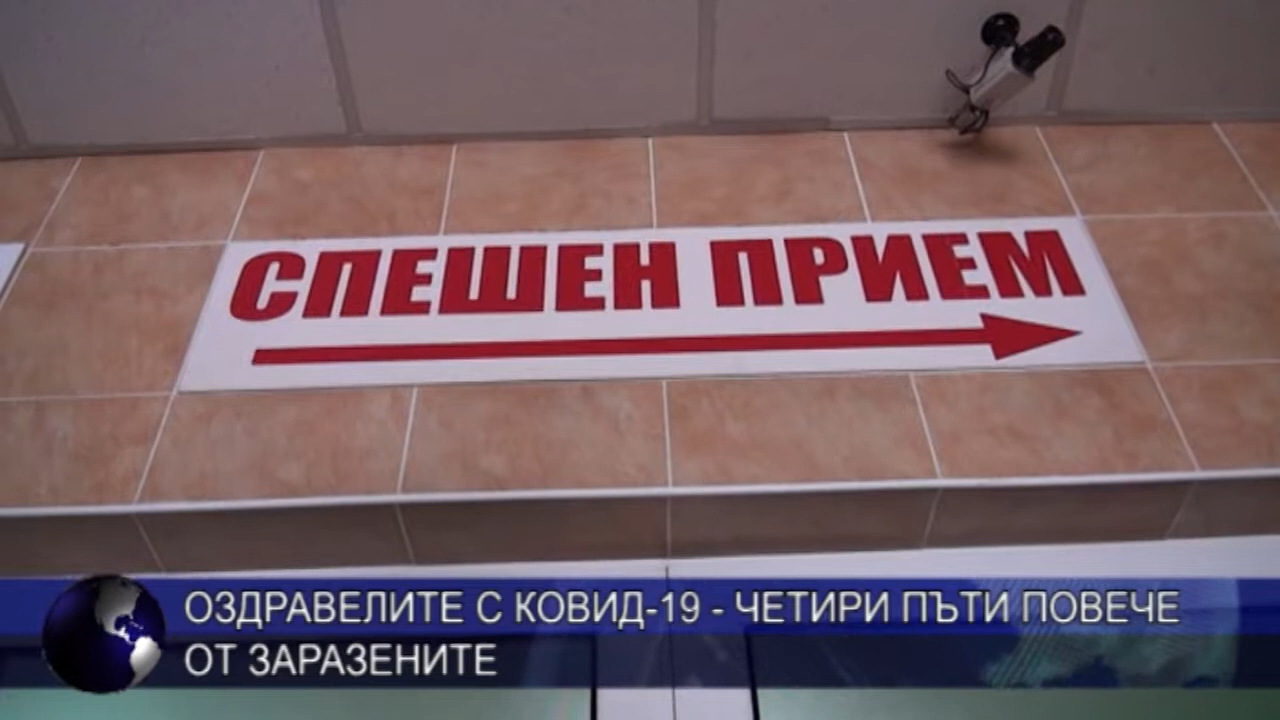 СПЕШЕН ПРИЕМ
ОЗДРАВЕЛИТЕ С КОВИД-19 - ЧЕТИРИ ПЪТИ ПОВЕЧЕ
ОТ ЗАРАЗЕНИТЕ